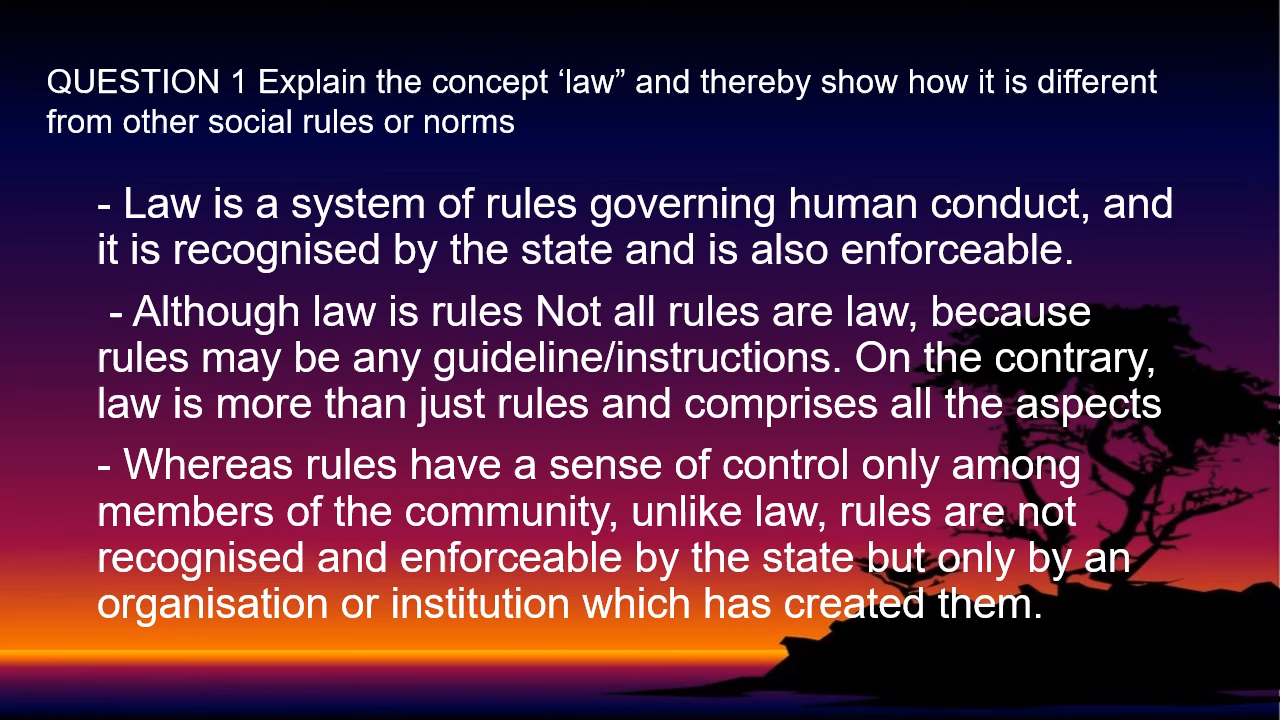 QUESTION 1 Explain the concept ‘law” and thereby show how it is different
from other social rules or norms
- Law is a system of rules governing human conduct, and
it is recognised by the state and is also enforceable.
- Although law is rules Not all rules are law, because
rules may be any guideline/instructions. On the contrary,
law is more than just rules and comprises all the aspects
- Whereas rules have a sense of control only among
members of the community, unlike law, rules are not
recognised and enforceable by the state but only by an
organisation or institution which has created them.